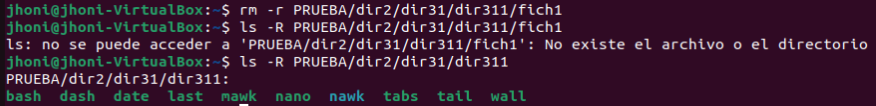 jhoni@jhoni-VirtualBox:~$ rm -r PRUEBA/dir2/dir31/dir311/fich1
jhoni@jhoni-VirtualBox:~$ ls -R PRUEBA/dir2/dir31/dir311/fich1
ls: no se puede acceder a 'PRUEBA/dir2/dir31/dir311/fich1': No existe el archivo o el directorio
jhoni@jhoni-VirtualBox:~$ ls -R PRUEBA/dir2/dir31/dir311
PRUEBA/dir2/dir31/dir311:
bash dash date last mawk nano nawk tabs tail wall